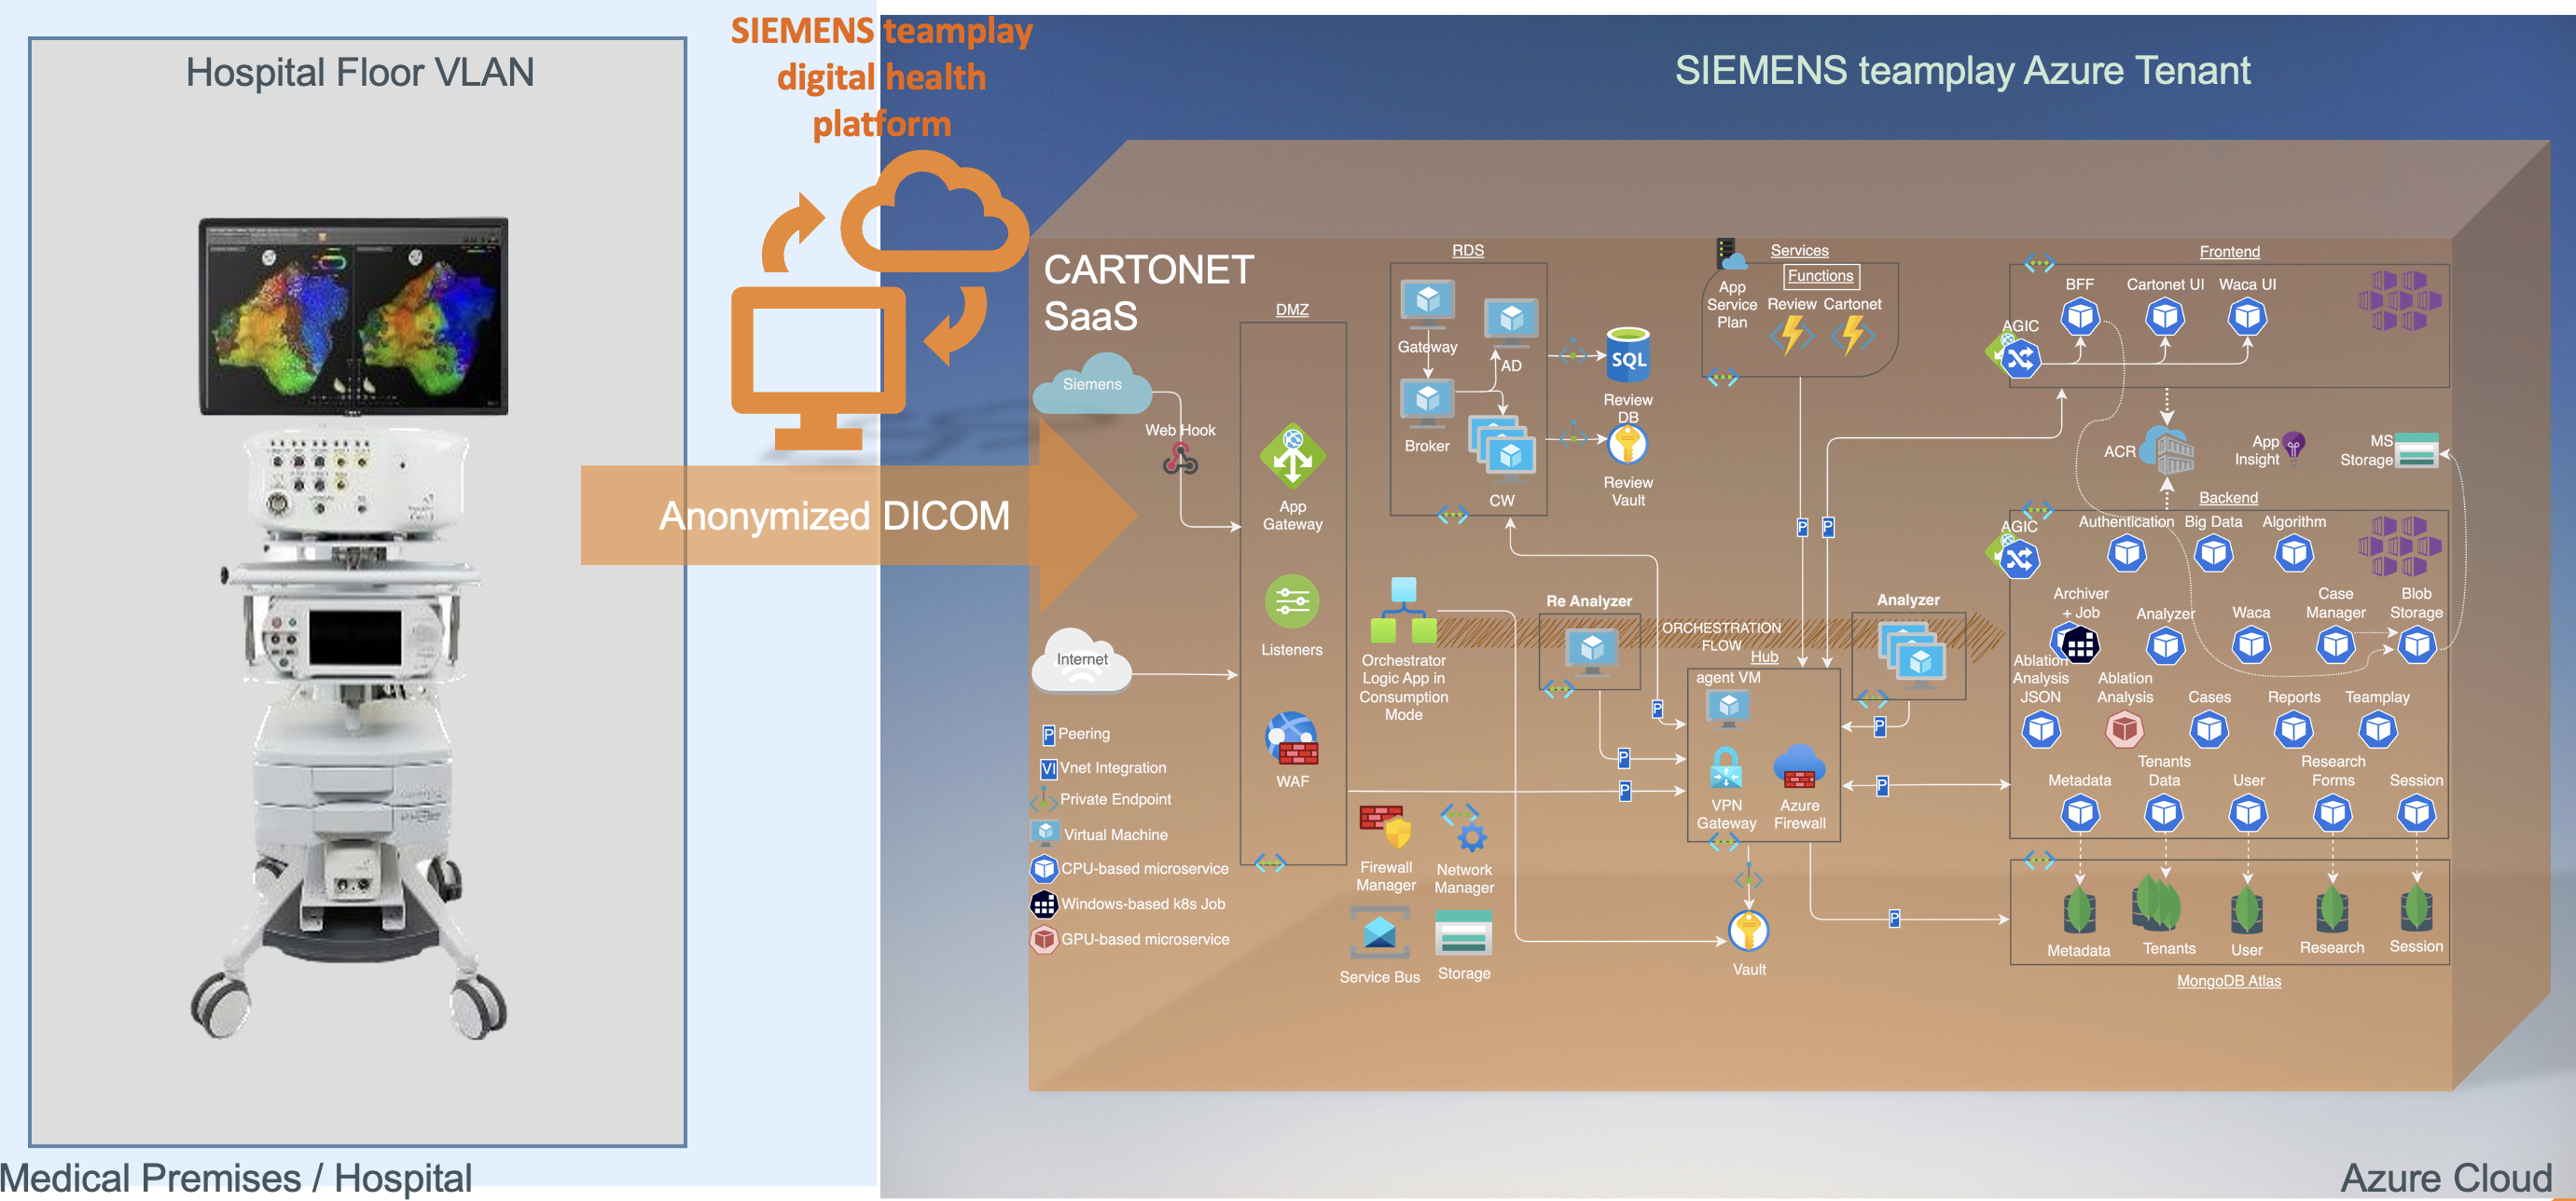 Hospital Floor VLAN
SIEMENS teamplay
digital health
platform
SIEMENS teamplay Azure Tenant
Anonymized DICOM
CARTONET
SaaS
Siemens
Web Hook
Internet
P Peering
VI Vnet Integration
Private Endpoint
Virtual Machine
CPU-based microservice
Windows-based k8s Job
GPU-based microservice
DMZ
App
Gateway
Listeners
WAF
RDS
Gateway
AD
Broker
CW
SQL
Review
DB
Review
Vault
Services
Functions
App
Service
Plan
Review
Cartonet
P
P
Orchestrator
Logic App in
Consumption
Mode
Re Analyzer
ORCHESTRATION
FLOW
Analyzer
Hub
agent VM
VPN
Gateway
Azure
Firewall
P
P
P
P
P
P
Firewall
Manager
Network
Manager
Service Bus
Storage
Vault
Frontend
AGIC
BFF
Cartonet UI
Waca UI
ACR
App
Insight
MS
Storage
Backend
AGIC
Authentication
Big Data
Algorithm
Archiver
+ Job
Analyzer
Waca
Case
Manager
Blob
Storage
Ablation
Analysis
JSON
Ablation
Analysis
Cases
Reports
Teamplay
Metadata
Tenants
Data
User
Research
Forms
Session
Metadata
Tenants
User
Research
Session
MongoDB Atlas
Medical Premises / Hospital
Azure Cloud